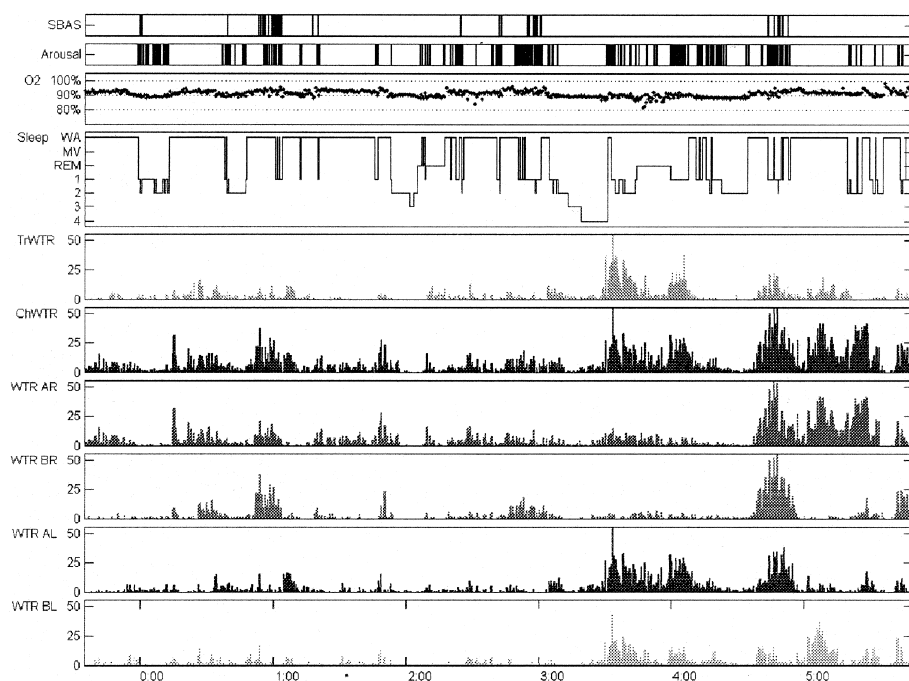 SBAS
Arousal
O2 100%
90%
80%
Sleep WA
MV
REM
1
2
3
4
TrWTR 50
25
0
ChWTR 50
25
0
WTR AR 50
25
0
WTR BR 50
25
0
WTR AL 50
25
0
WTR BL 50
25
0
0:00 1:00 2:00 3:00 4:00 5:00